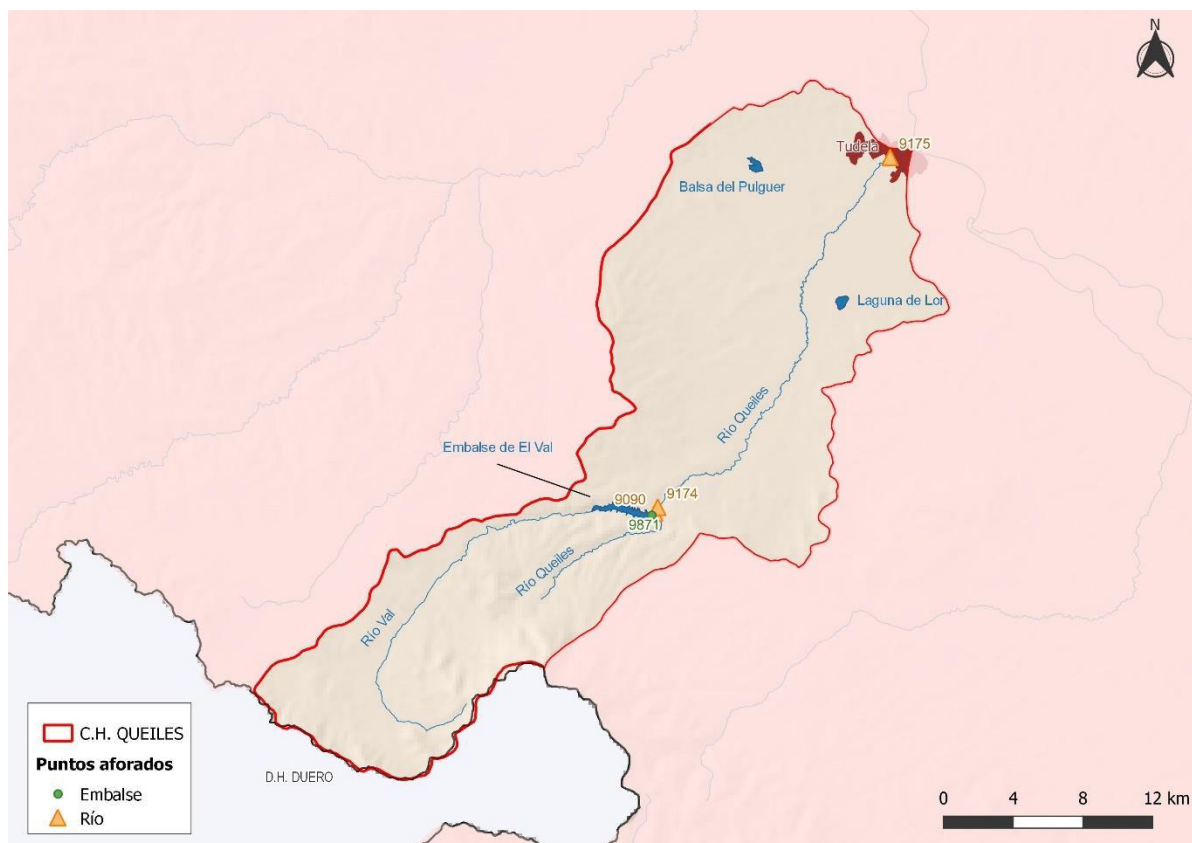 N
9175
Tudela
Balsa del Pulguer
Laguna de Lor
Río Queiles
Embalse de El Val
9090
9174
9871
Río Queiles
Río Val
C.H. QUEILES
Puntos aforados
Embalse
Río
D.H. DUERO
0 4 8 12 km